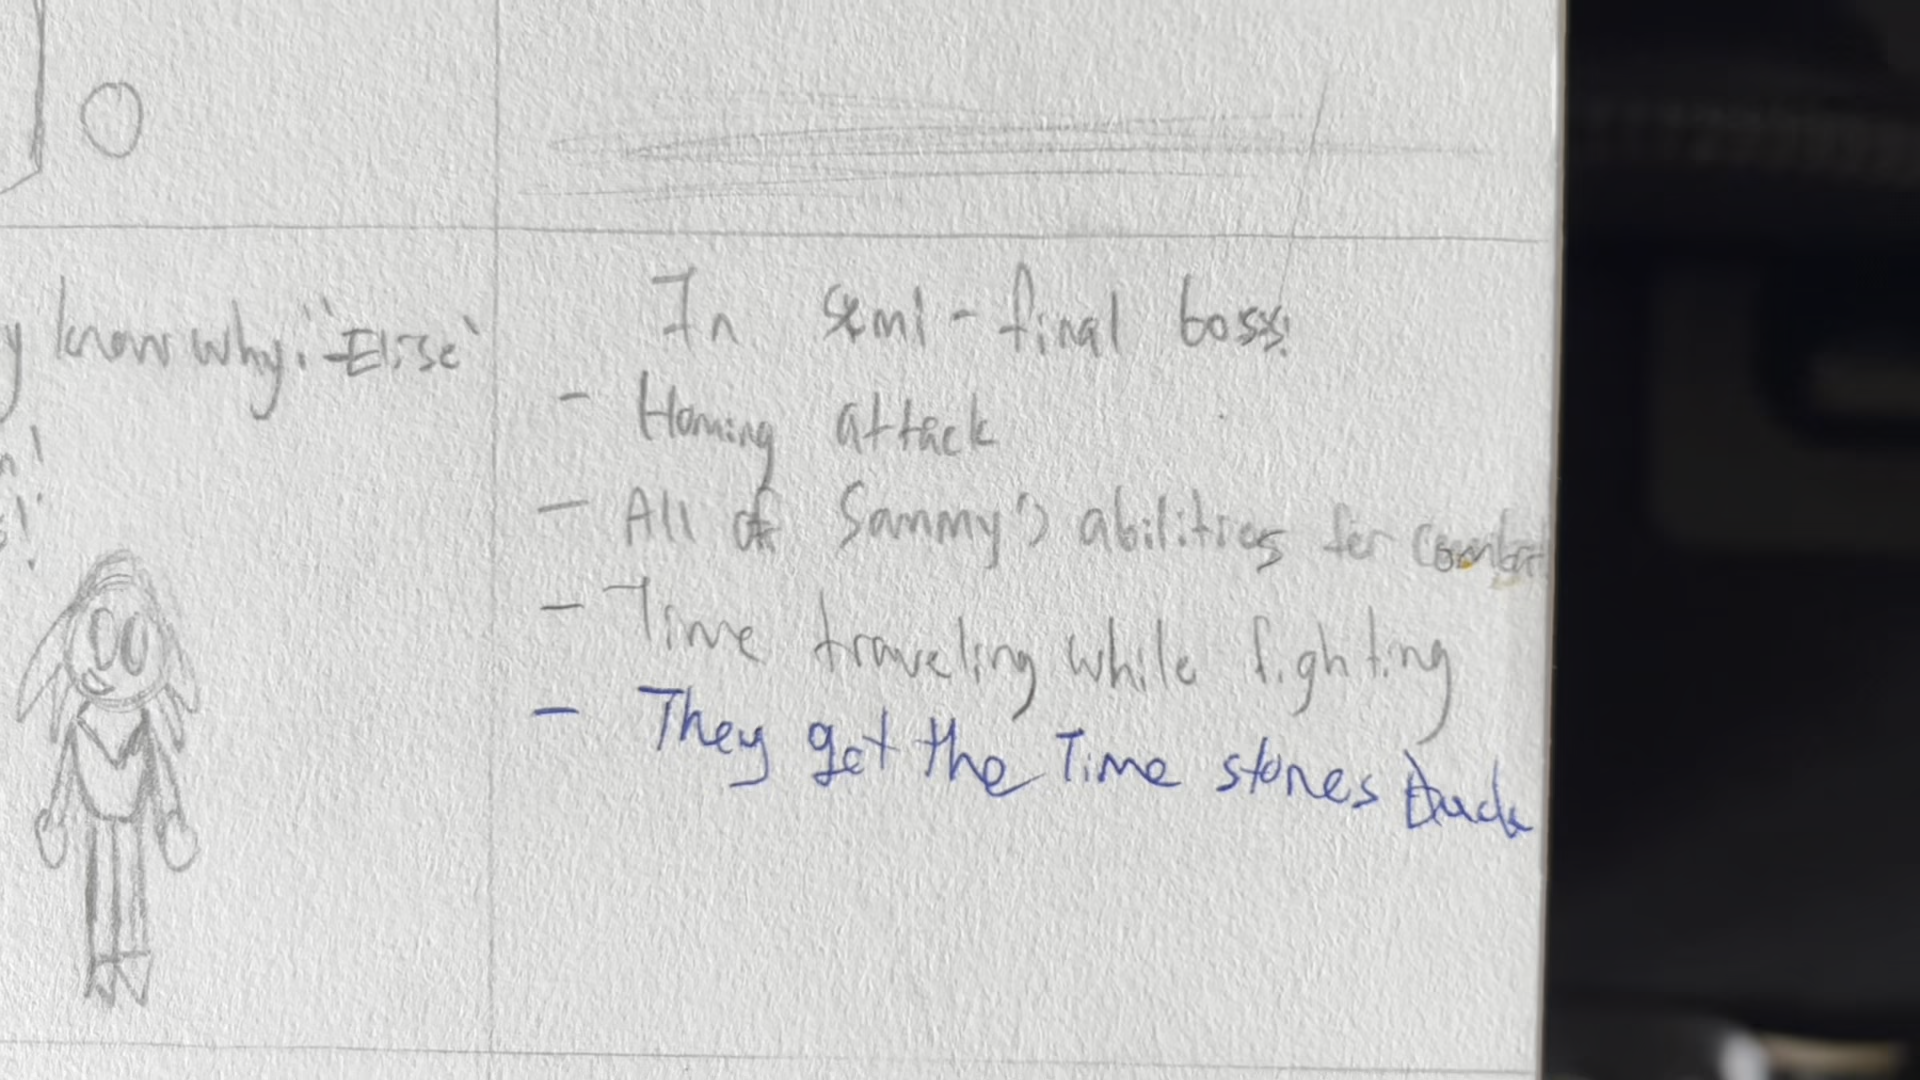 y know why." -Elise
n!
s!
In semi-final boss:
- Homing attack
- All of Sammy's abilities for combat
- Time traveling while fighting
- They get the Time stones back